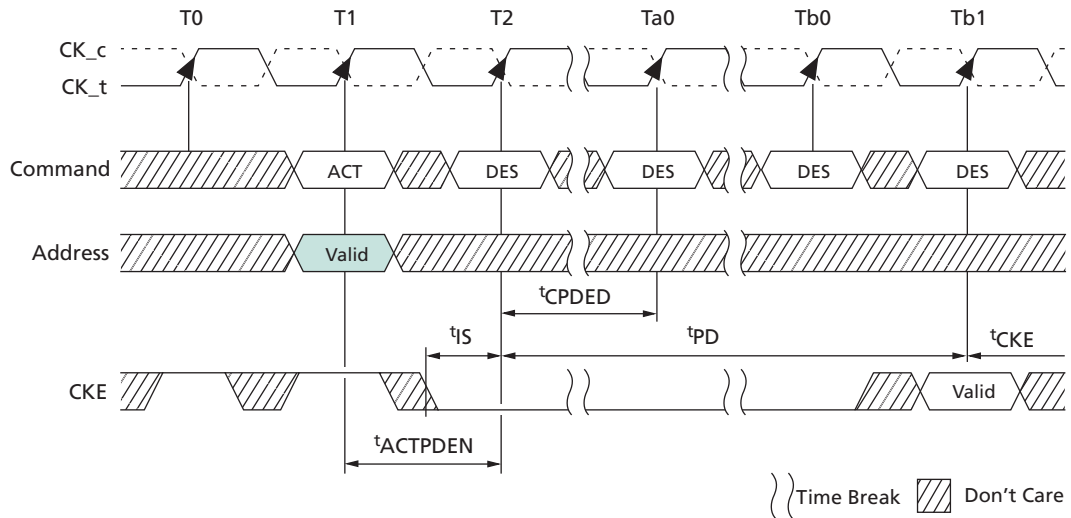 T0 T1 T2 Ta0 Tb0 Tb1
CK_c
CK_t
Command ACT DES DES DES DES
Address Valid
tCPDED
tIS tPD tCKE
CKE Valid
tACTPDEN
Time Break Don't Care